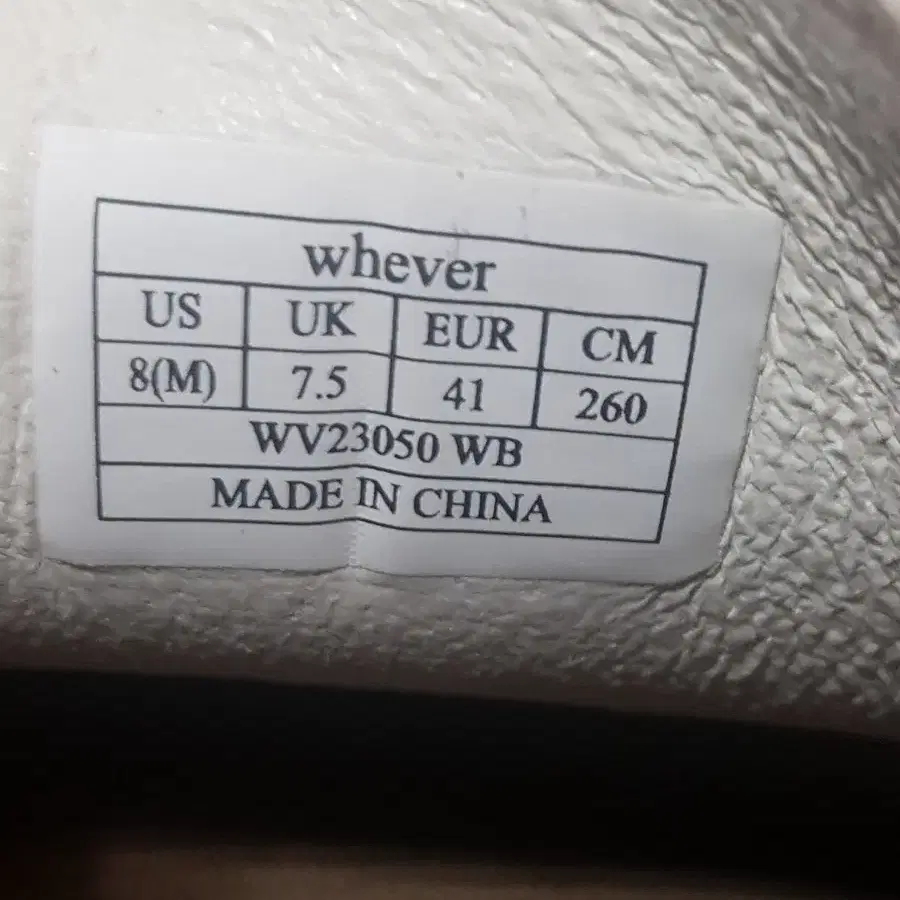 whever
US UK EUR CM
8(M) 7.5 41 260
WV23050 WB
MADE IN CHINA